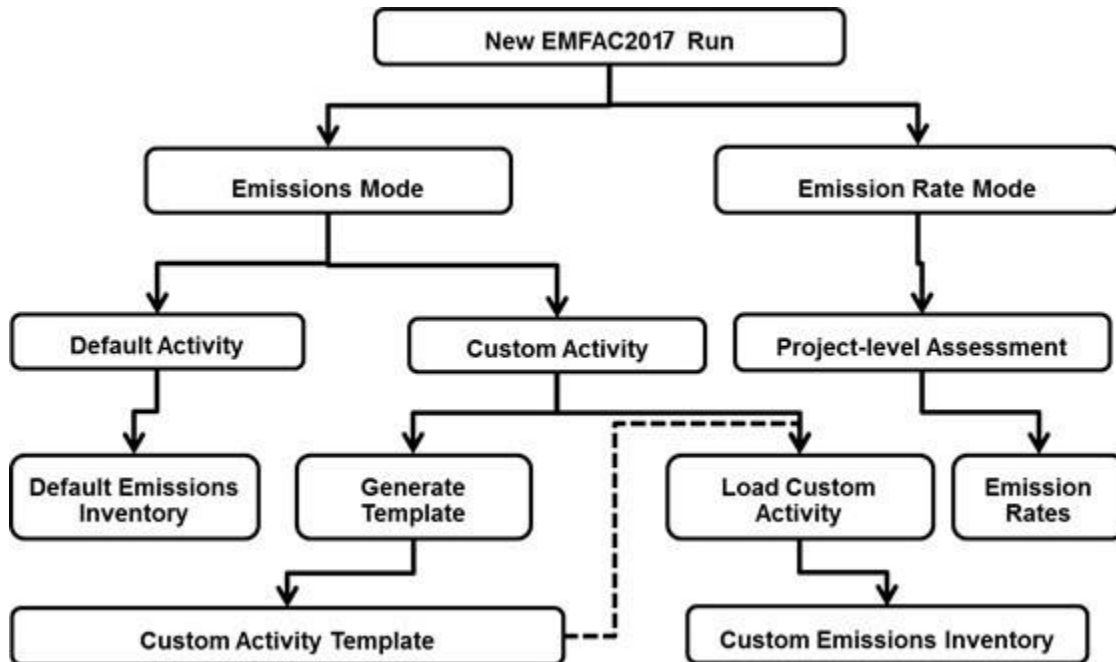 New EMFAC2017 Run
Emissions Mode
Emission Rate Mode
Default Activity
Custom Activity
Project-level Assessment
Default Emissions
Inventory
Generate
Template
Load Custom
Activity
Emission
Rates
Custom Activity Template
Custom Emissions Inventory